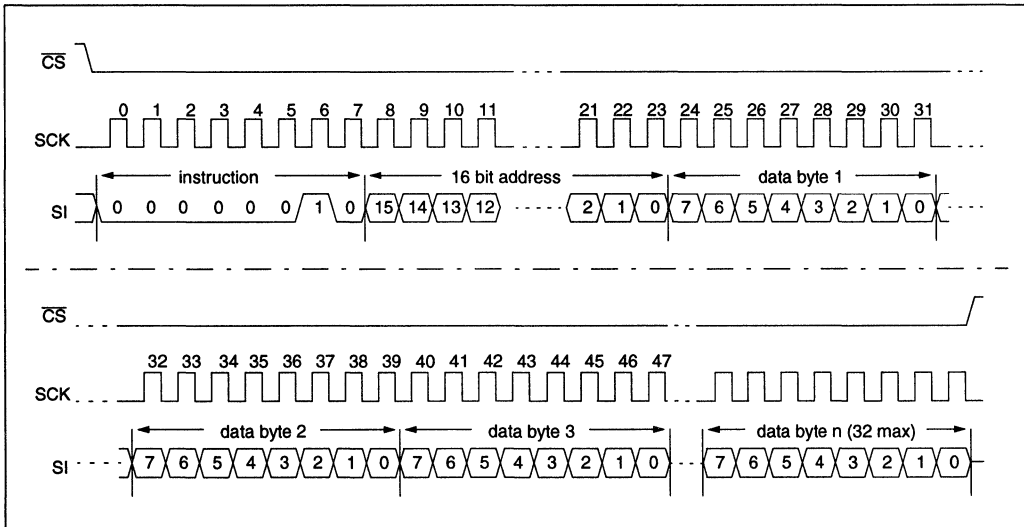 CS
0 1 2 3 4 5 6 7 8 9 10 11 21 22 23 24 25 26 27 28 29 30 31
SCK
instruction 16 bit address data byte 1
SI 0 0 0 0 0 0 1 0 15 14 13 12 2 1 0 7 6 5 4 3 2 1 0
CS
32 33 34 35 36 37 38 39 40 41 42 43 44 45 46 47
SCK
data byte 2 data byte 3 data byte n (32 max)
SI 7 6 5 4 3 2 1 0 7 6 5 4 3 2 1 0 7 6 5 4 3 2 1 0